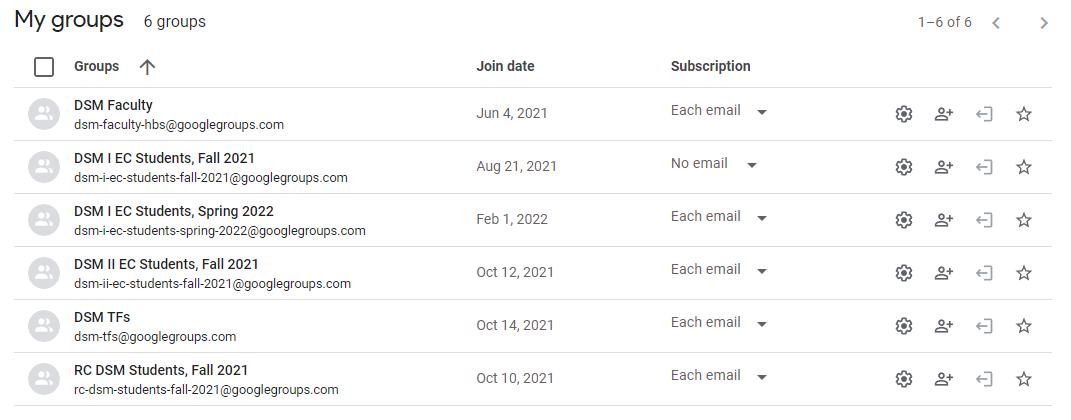 My groups 6 groups 1–6 of 6
Groups Join date Subscription
DSM Faculty
dsm-faculty-hbs@googlegroups.com Jun 4, 2021 Each email
DSM I EC Students, Fall 2021
dsm-i-ec-students-fall-2021@googlegroups.com Aug 21, 2021 No email
DSM I EC Students, Spring 2022
dsm-i-ec-students-spring-2022@googlegroups.com Feb 1, 2022 Each email
DSM II EC Students, Fall 2021
dsm-ii-ec-students-fall-2021@googlegroups.com Oct 12, 2021 Each email
DSM TFs
dsm-tfs@googlegroups.com Oct 14, 2021 Each email
RC DSM Students, Fall 2021
rc-dsm-students-fall-2021@googlegroups.com Oct 10, 2021 Each email